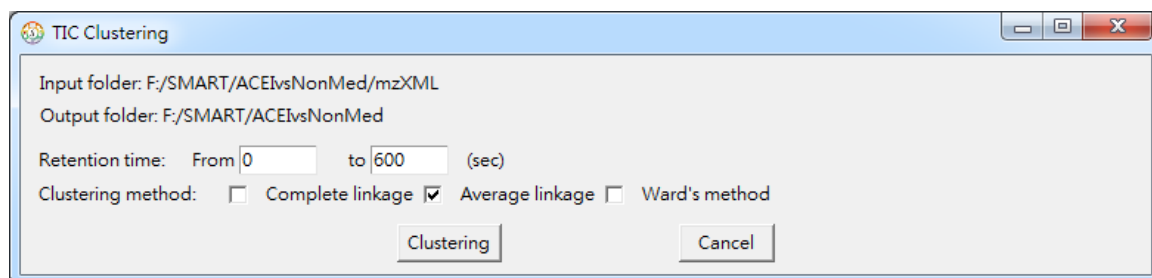 TIC Clustering
Input folder: F:/SMART/ACEIvsNonMed/mzXML
Output folder: F:/SMART/ACEIvsNonMed
Retention time: From 0 to 600 (sec)
Clustering method: Complete linkage Average linkage Ward's method
Clustering Cancel